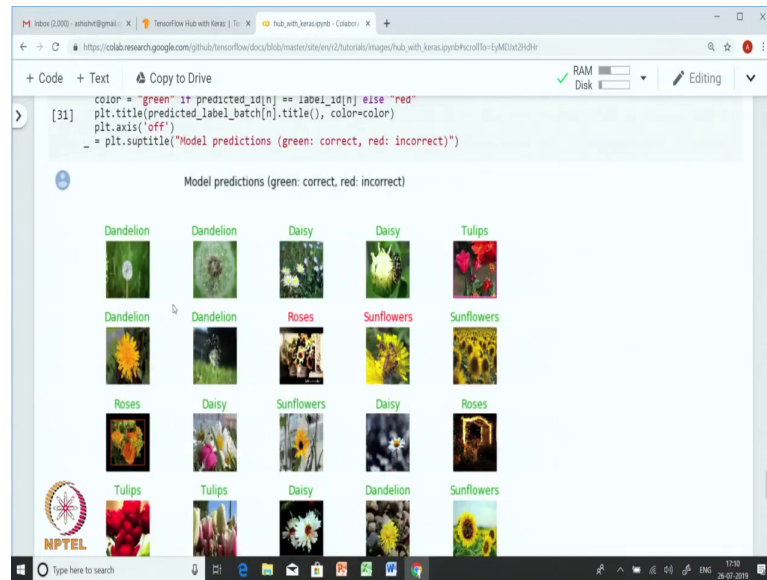 Inbox (2,000) - ashishvt@gmail.c
TensorFlow Hub with Keras | Ten
hub_with_keras.ipynb - Colabora
https://colab.research.google.com/github/tensorflow/docs/blob/master/site/en/r2/tutorials/images/hub_with_keras.ipynb#scrollTo=EyMDJxt2HdHr
+ Code + Text Copy to Drive
RAM
Disk
Editing
color = "green" if predicted_id[n] == label_id[n] else "red"
[31] plt.title(predicted_label_batch[n].title(), color=color)
plt.axis('off')
_ = plt.suptitle("Model predictions (green: correct, red: incorrect)")
Model predictions (green: correct, red: incorrect)
Dandelion Dandelion Daisy Daisy Tulips
Dandelion Dandelion Roses Sunflowers Sunflowers
Roses Daisy Sunflowers Daisy Roses
Tulips Tulips Daisy Dandelion Sunflowers
NPTEL
Type here to search
ENG
17:10
26-07-2019